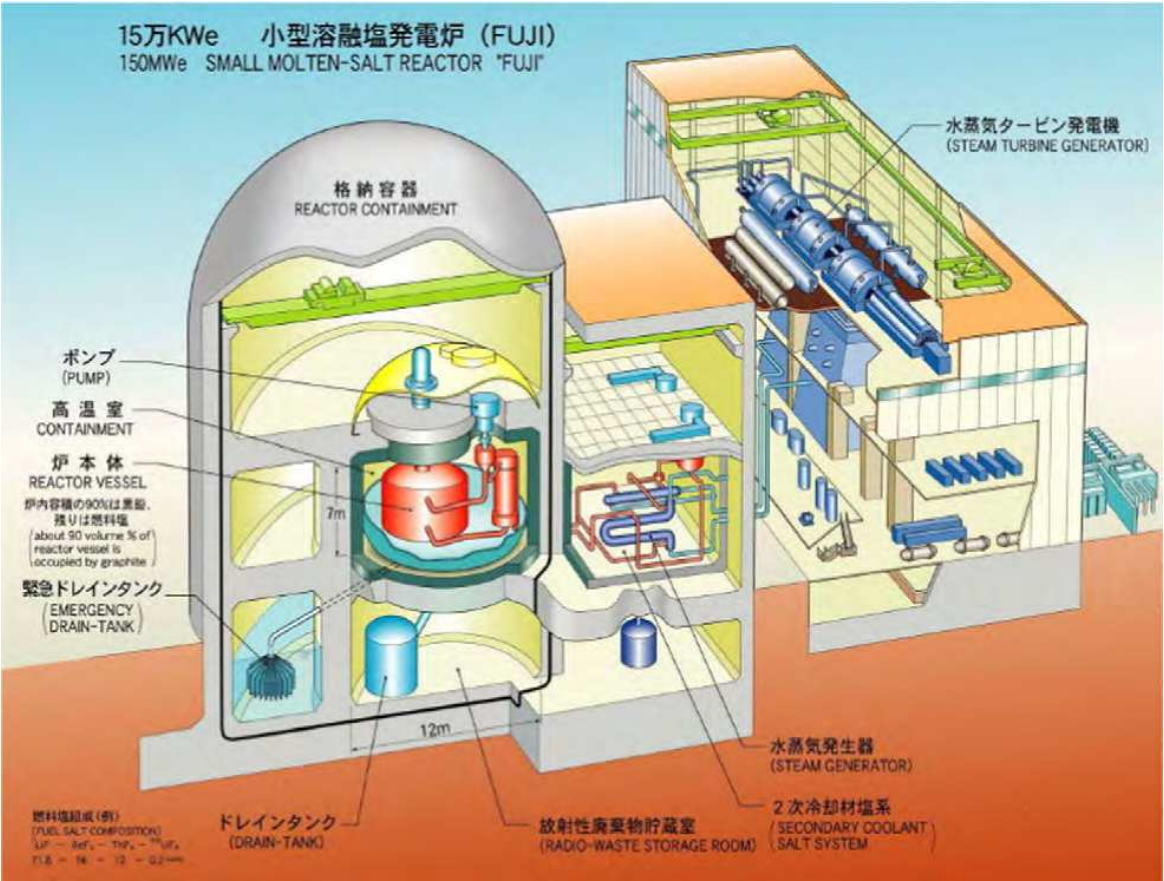 15万KWe 小型溶融塩発電炉（FUJI）
150MWe SMALL MOLTEN-SALT REACTOR "FUJI"
水蒸気タービン発電機
(STEAM TURBINE GENERATOR)
格納容器
REACTOR CONTAINMENT
ポンプ
(PUMP)
高温室
CONTAINMENT
炉本体
REACTOR VESSEL
炉内容積の90%は黒鉛、
残りは燃料塩
(about 90 volume % of
reactor vessel is
occupied by graphite)
7m
緊急ドレインタンク
(EMERGENCY
DRAIN-TANK)
12m
水蒸気発生器
(STEAM GENERATOR)
2次冷却材塩系
(SECONDARY COOLANT
SALT SYSTEM)
ドレインタンク
(DRAIN-TANK)
放射性廃棄物貯蔵室
(RADIO-WASTE STORAGE ROOM)
燃料塩組成(例)
(FUEL SALT COMPOSITION)